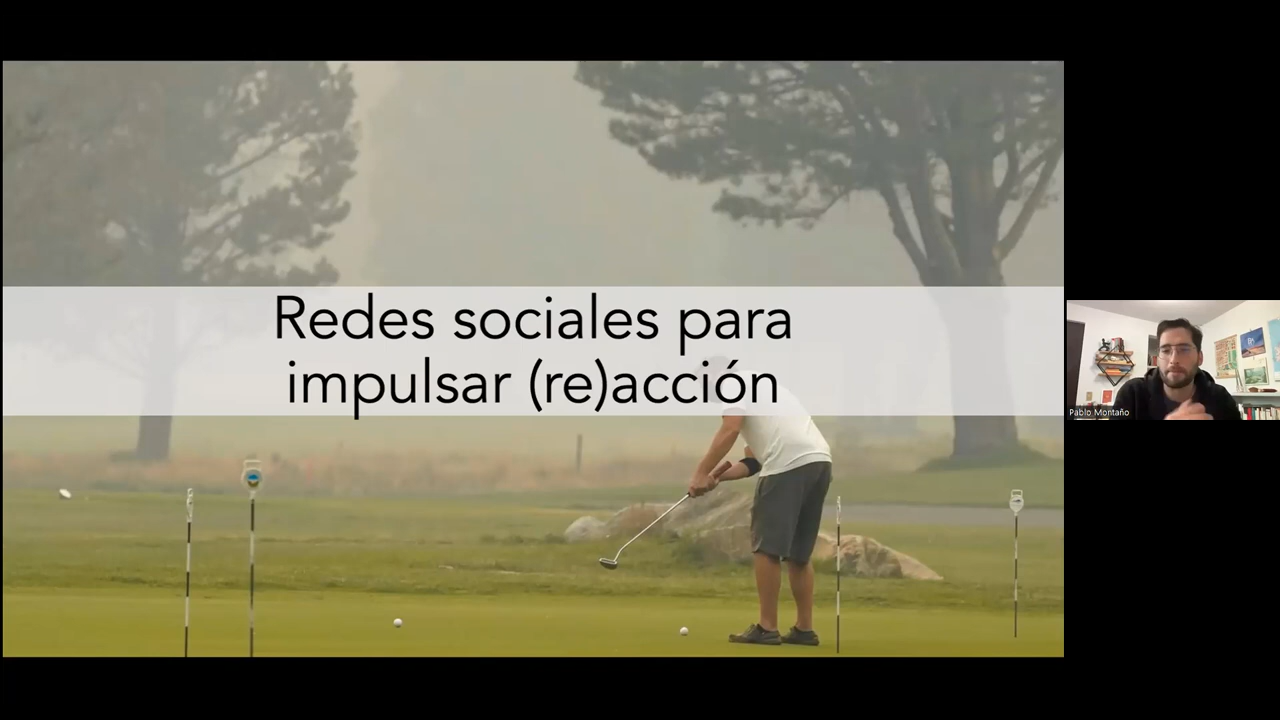 Redes sociales para
impulsar (re)acción
Pablo Montaño